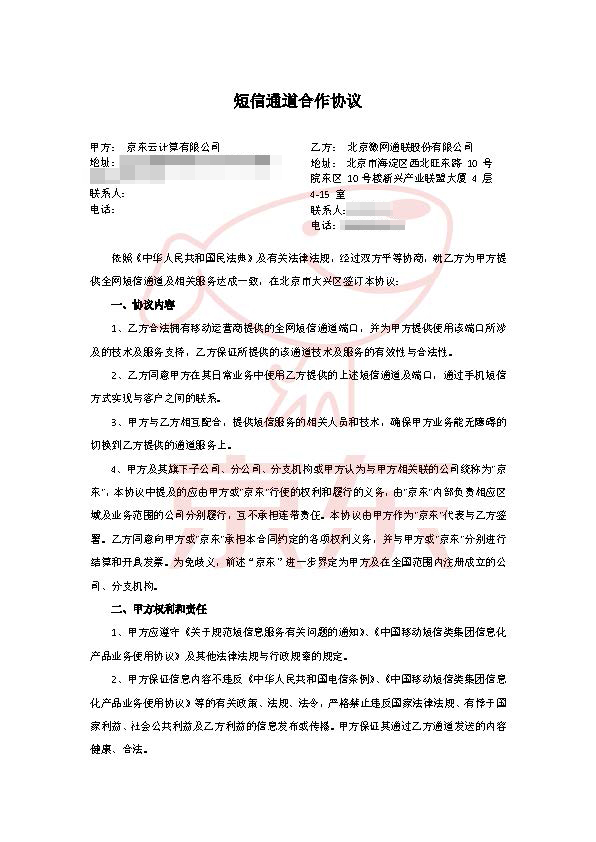 短信通道合作协议
甲方： 京东云计算有限公司
地址：
联系人：
电话：
乙方： 北京微网通联股份有限公司
地址： 北京市海淀区西北旺东路 10 号
院东区 10 号楼新兴产业联盟大厦 4 层
4-15 室
联系人:
电话：
依照《中华人民共和国民法典》及有关法律法规，经过双方平等协商，就乙方为甲方提
供全网短信通道及相关服务达成一致，在北京市大兴区签订本协议：
一、协议内容
1、乙方合法拥有移动运营商提供的全网短信通道端口，并为甲方提供使用该端口所涉
及的技术及服务支持，乙方保证所提供的该通道技术及服务的有效性与合法性。
2、乙方同意甲方在其日常业务中使用乙方提供的上述短信通道及端口，通过手机短信
方式实现与客户之间的联系。
3、甲方与乙方相互配合，提供短信服务的相关人员和技术，确保甲方业务能无障碍的
切换到乙方提供的通道服务上。
4、甲方及其旗下子公司、分公司、分支机构或甲方认为与甲方相关联的公司统称为"京
东"，本协议中提及的应由甲方或"京东"行使的权利和履行的义务，由"京东"内部负责相应区
域及业务范围的公司分别履行，互不承担连带责任。本协议由甲方作为"京东"代表与乙方签
署。乙方同意向甲方或"京东"承担本合同约定的各项权利义务，并与甲方或"京东"分别进行
结算和开具发票。为免歧义，前述"京东"进一步界定为甲方及在全国范围内注册成立的公
司、分支机构。
二、甲方权利和责任
1、甲方应遵守《关于规范短信息服务有关问题的通知》、《中国移动短信类集团信息化
产品业务使用协议》及其他法律法规与行政规章的规定。
2、甲方保证信息内容不违反《中华人民共和国电信条例》、《中国移动短信类集团信息
化产品业务使用协议》等的有关政策、法规、法令，严格禁止违反国家法律法规、有悖于国
家利益、社会公共利益及乙方利益的信息发布或传播。甲方保证其通过乙方通道发送的内容
健康、合法。
京东